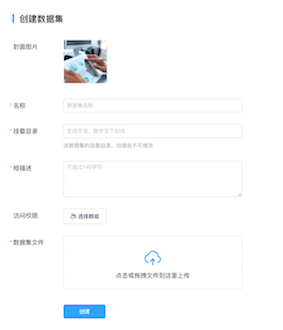 创建数据集
封面图片
* 名称
数据集名称
* 挂载目录
支持字母、数字及下划线
该数据集的挂载目录，创建后不可修改
* 短描述
不超过140字符
访问权限
选择群组
* 数据集文件
点击或拖拽文件到这里上传
创建